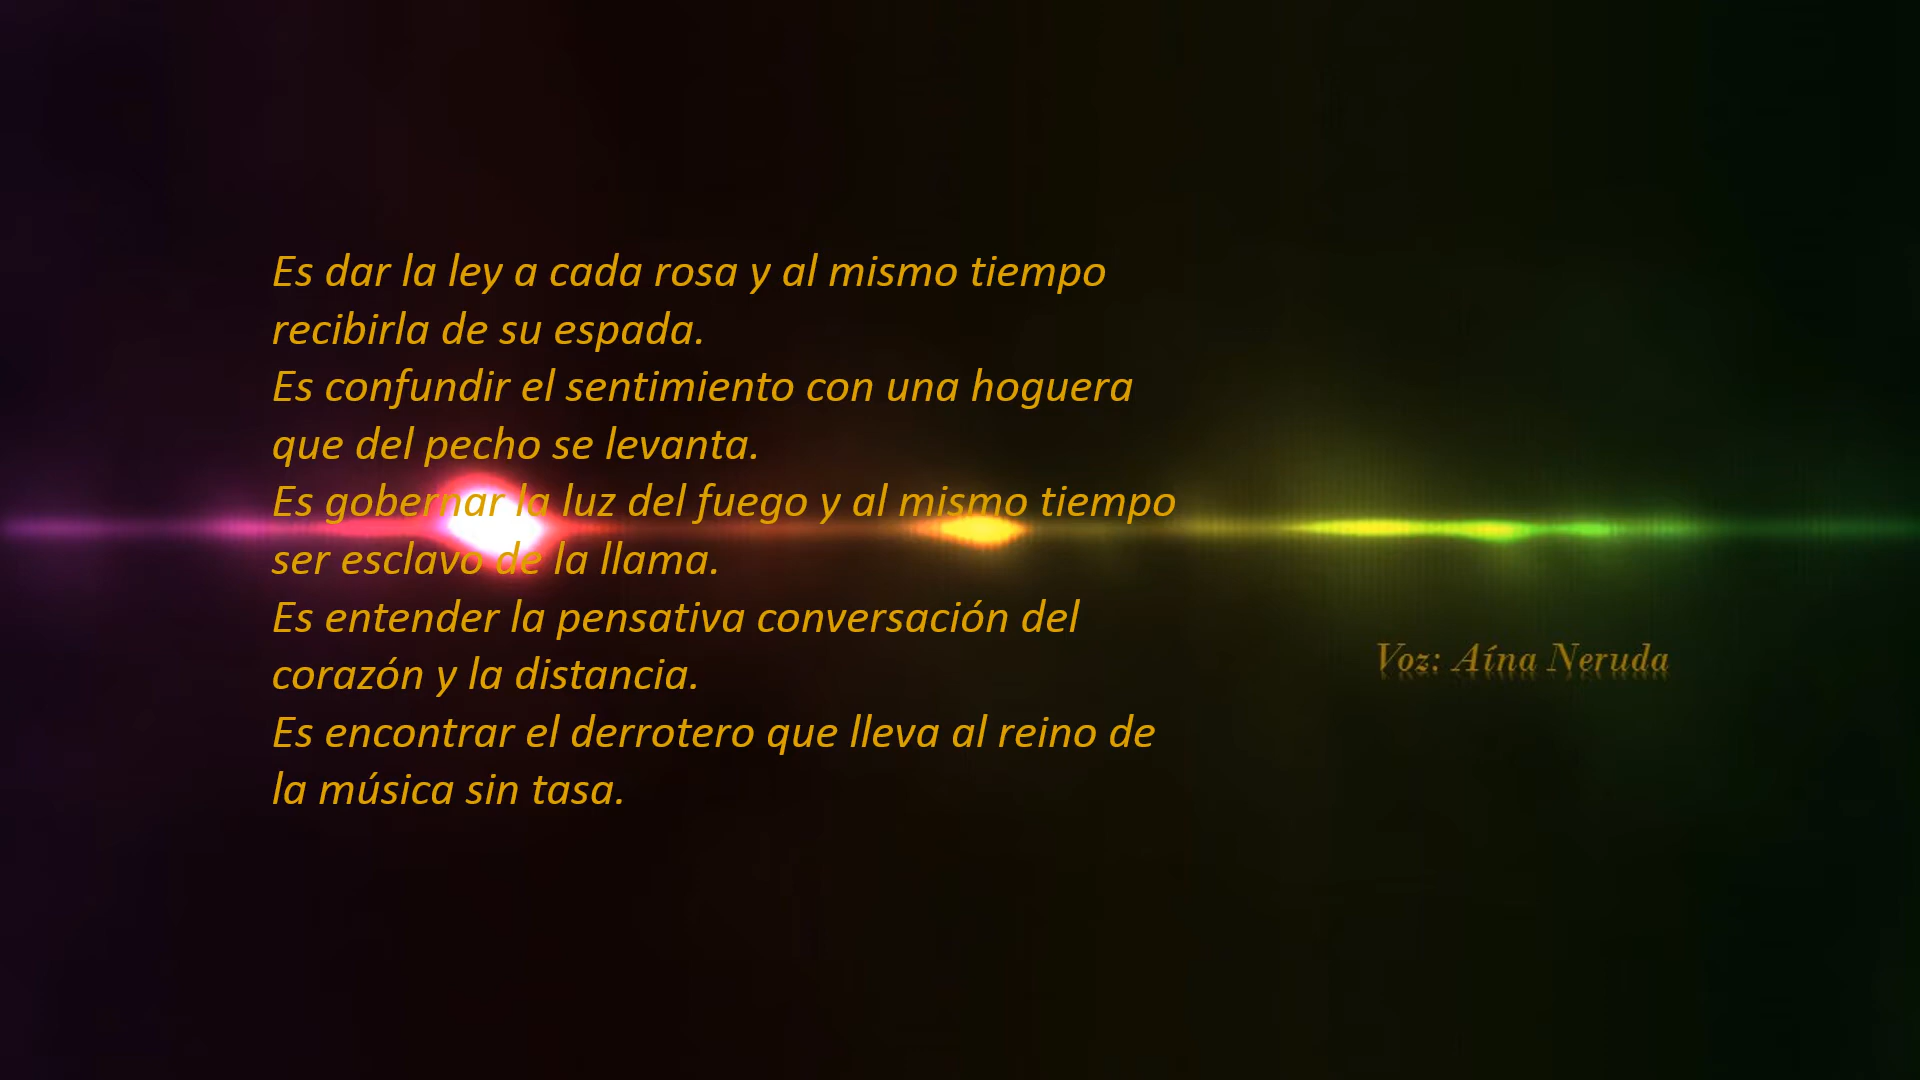 Es dar la ley a cada rosa y al mismo tiempo
recibirla de su espada.
Es confundir el sentimiento con una hoguera
que del pecho se levanta.
Es gobernar la luz del fuego y al mismo tiempo
ser esclavo de la llama.
Es entender la pensativa conversación del
corazón y la distancia.
Es encontrar el derrotero que lleva al reino de
la música sin tasa.
Voz: Aína Neruda